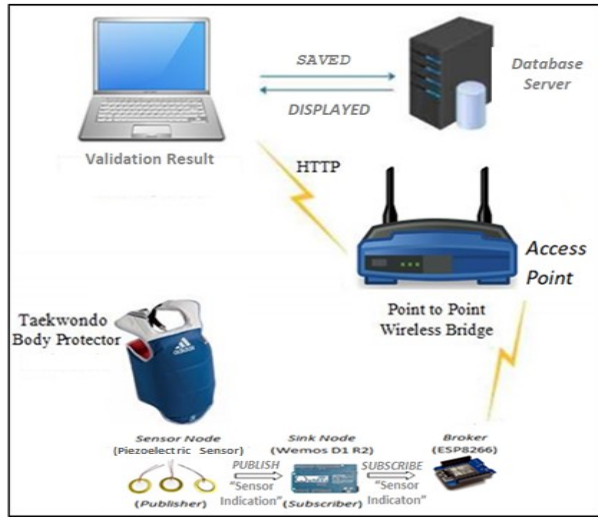 SAVED
DISPLAYED
Database
Server
Validation Result
HTTP
Access
Point
Point to Point
Wireless Bridge
Taekwondo
Body Protector
adidas
Sensor Node
(Piezoelectric Sensor)
(Publisher)
PUBLISH
"Sensor
Indication"
Sink Node
(Wemos D1 R2)
(Subscriber)
SUBSCRIBE
"Sensor
Indicaton"
Broker
(ESP8266)